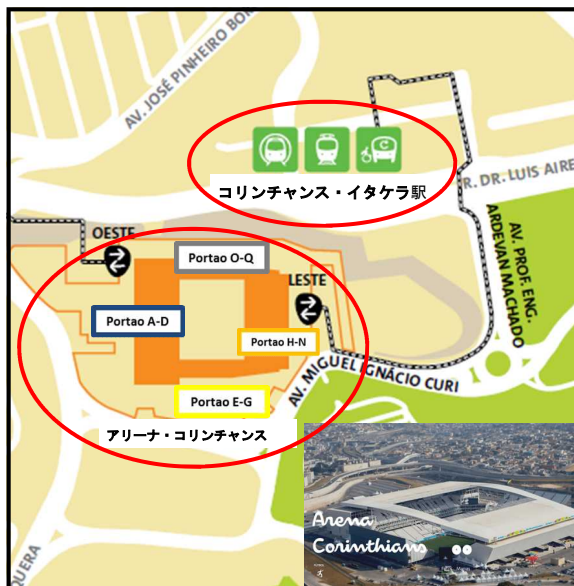 AV. JOSÉ PINHEIRO BOR
コリンチャンス・イタケラ駅
R. DR. LUIS AIRE
OESTE
Portao O-Q
LESTE
AV. PROF. ENG.
ARDEVAN MACHADO
Portao A-D
Portao H-N
AV. MIGUEL IGNÁCIO CURI
Portao E-G
アリーナ・コリンチャンス
QUERA
Arena
Corinthians